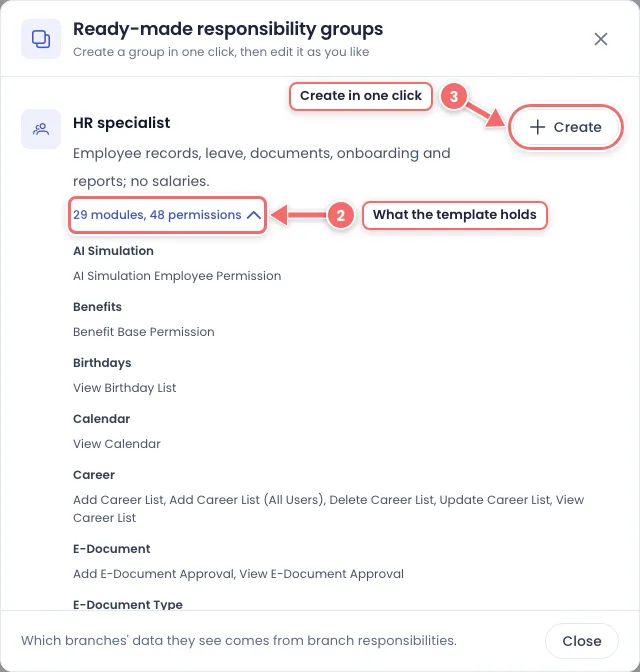 Ready-made responsibility groups
Create a group in one click, then edit it as you like
Create in one click
3
HR specialist
Create
Employee records, leave, documents, onboarding and
reports; no salaries.
29 modules, 48 permissions
2
What the template holds
AI Simulation
AI Simulation Employee Permission
Benefits
Benefit Base Permission
Birthdays
View Birthday List
Calendar
View Calendar
Career
Add Career List, Add Career List (All Users), Delete Career List, Update Career List, View
Career List
E-Document
Add E-Document Approval, View E-Document Approval
E-Document Type
Which branches' data they see comes from branch responsibilities.
Close